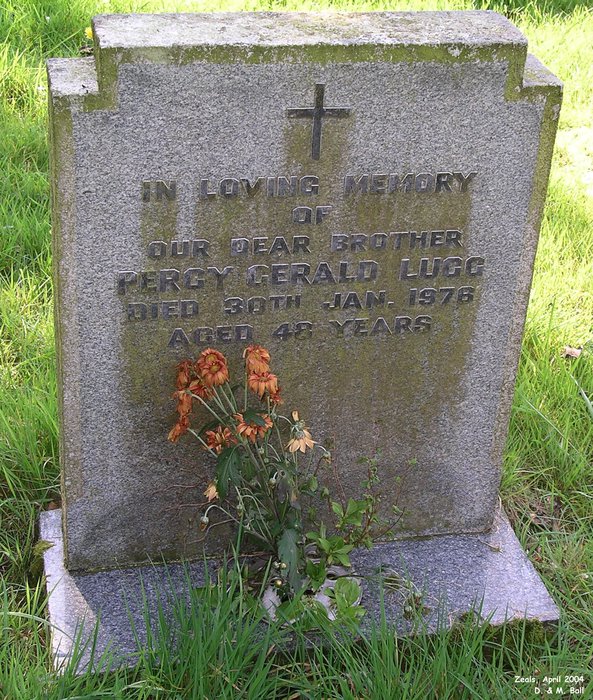 IN LOVING MEMORY
OF
OUR DEAR BROTHER
PERCY GERALD LUGG
DIED 30TH JAN. 1976
AGED 48 YEARS
Zeals, April 2004
D. & M. Ball